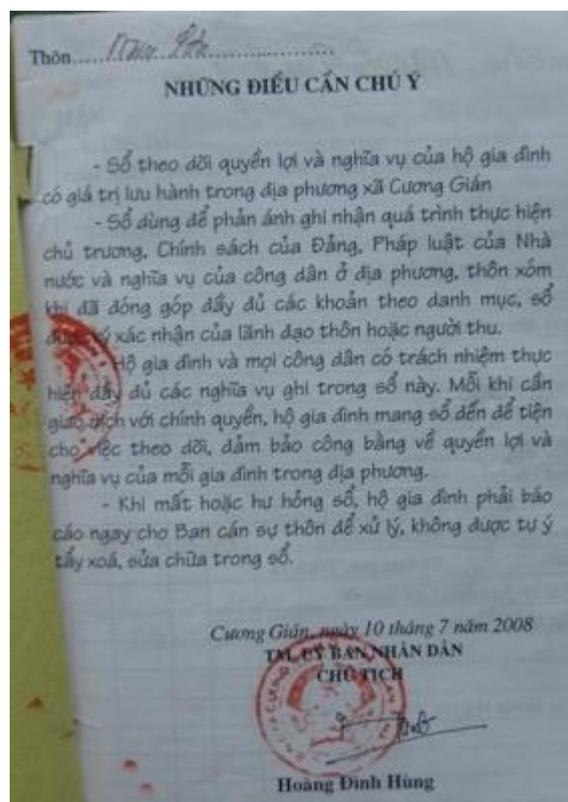 Thôn..............................
NHỮNG ĐIỀU CẦN CHÚ Ý
- Sổ theo dõi quyền lợi và nghĩa vụ của hộ gia đình
có giá trị lưu hành trong địa phương xã Cương Gián
- Sổ dùng để phản ánh ghi nhận quá trình thực hiện
chủ trương, Chính sách của Đảng, Pháp luật của Nhà
nước và nghĩa vụ của công dân ở địa phương, thôn xóm
khi đã đóng góp đầy đủ các khoản theo danh mục, sổ
được ký xác nhận của lãnh đạo thôn hoặc người thu.
Hộ gia đình và mọi công dân có trách nhiệm thực
hiện đầy đủ các nghĩa vụ ghi trong sổ này. Mỗi khi cần
giao dịch với chính quyền, hộ gia đình mang sổ đến để tiện
cho việc theo dõi, đảm bảo công bằng về quyền lợi và
nghĩa vụ của mỗi gia đình trong địa phương.
- Khi mất hoặc hư hỏng sổ, hộ gia đình phải báo
cáo ngay cho Ban cán sự thôn để xử lý, không được tự ý
tẩy xoá, sửa chữa trong sổ.
Cương Gián, ngày 10 tháng 7 năm 2008
TM. UỶ BAN NHÂN DÂN
CHỦ TỊCH
Hoàng Đình Hùng